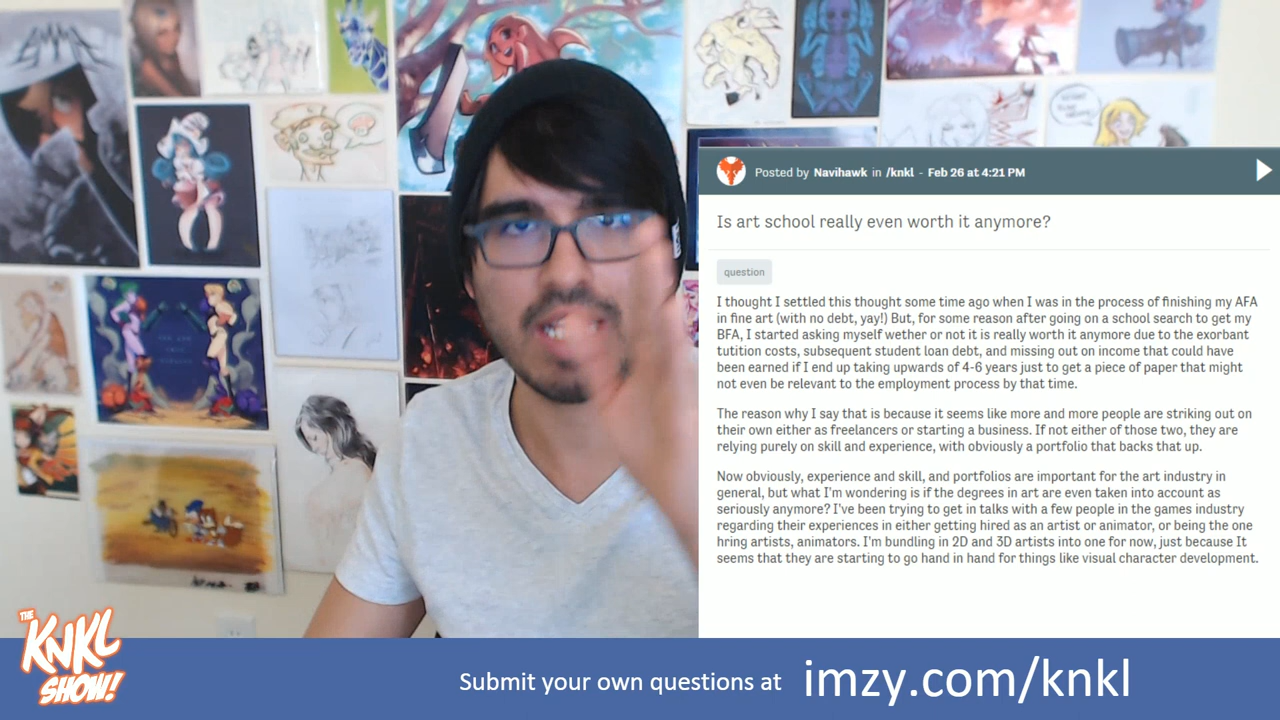 Posted by Navihawk in /knkl - Feb 26 at 4:21 PM
Is art school really even worth it anymore?
question
I thought I settled this thought some time ago when I was in the process of finishing my AFA
in fine art (with no debt, yay!) But, for some reason after going on a school search to get my
BFA, I started asking myself wether or not it is really worth it anymore due to the exorbant
tutition costs, subsequent student loan debt, and missing out on income that could have
been earned if I end up taking upwards of 4-6 years just to get a piece of paper that might
not even be relevant to the employment process by that time.
The reason why I say that is because it seems like more and more people are striking out on
their own either as freelancers or starting a business. If not either of those two, they are
relying purely on skill and experience, with obviously a portfolio that backs that up.
Now obviously, experience and skill, and portfolios are important for the art industry in
general, but what I'm wondering is if the degrees in art are even taken into account as
seriously anymore? I've been trying to get in talks with a few people in the games industry
regarding their experiences in either getting hired as an artist or animator, or being the one
hring artists, animators. I'm bundling in 2D and 3D artists into one for now, just because It
seems that they are starting to go hand in hand for things like visual character development.
THE
KNKL
SHOW!
Submit your own questions at imzy.com/knkl